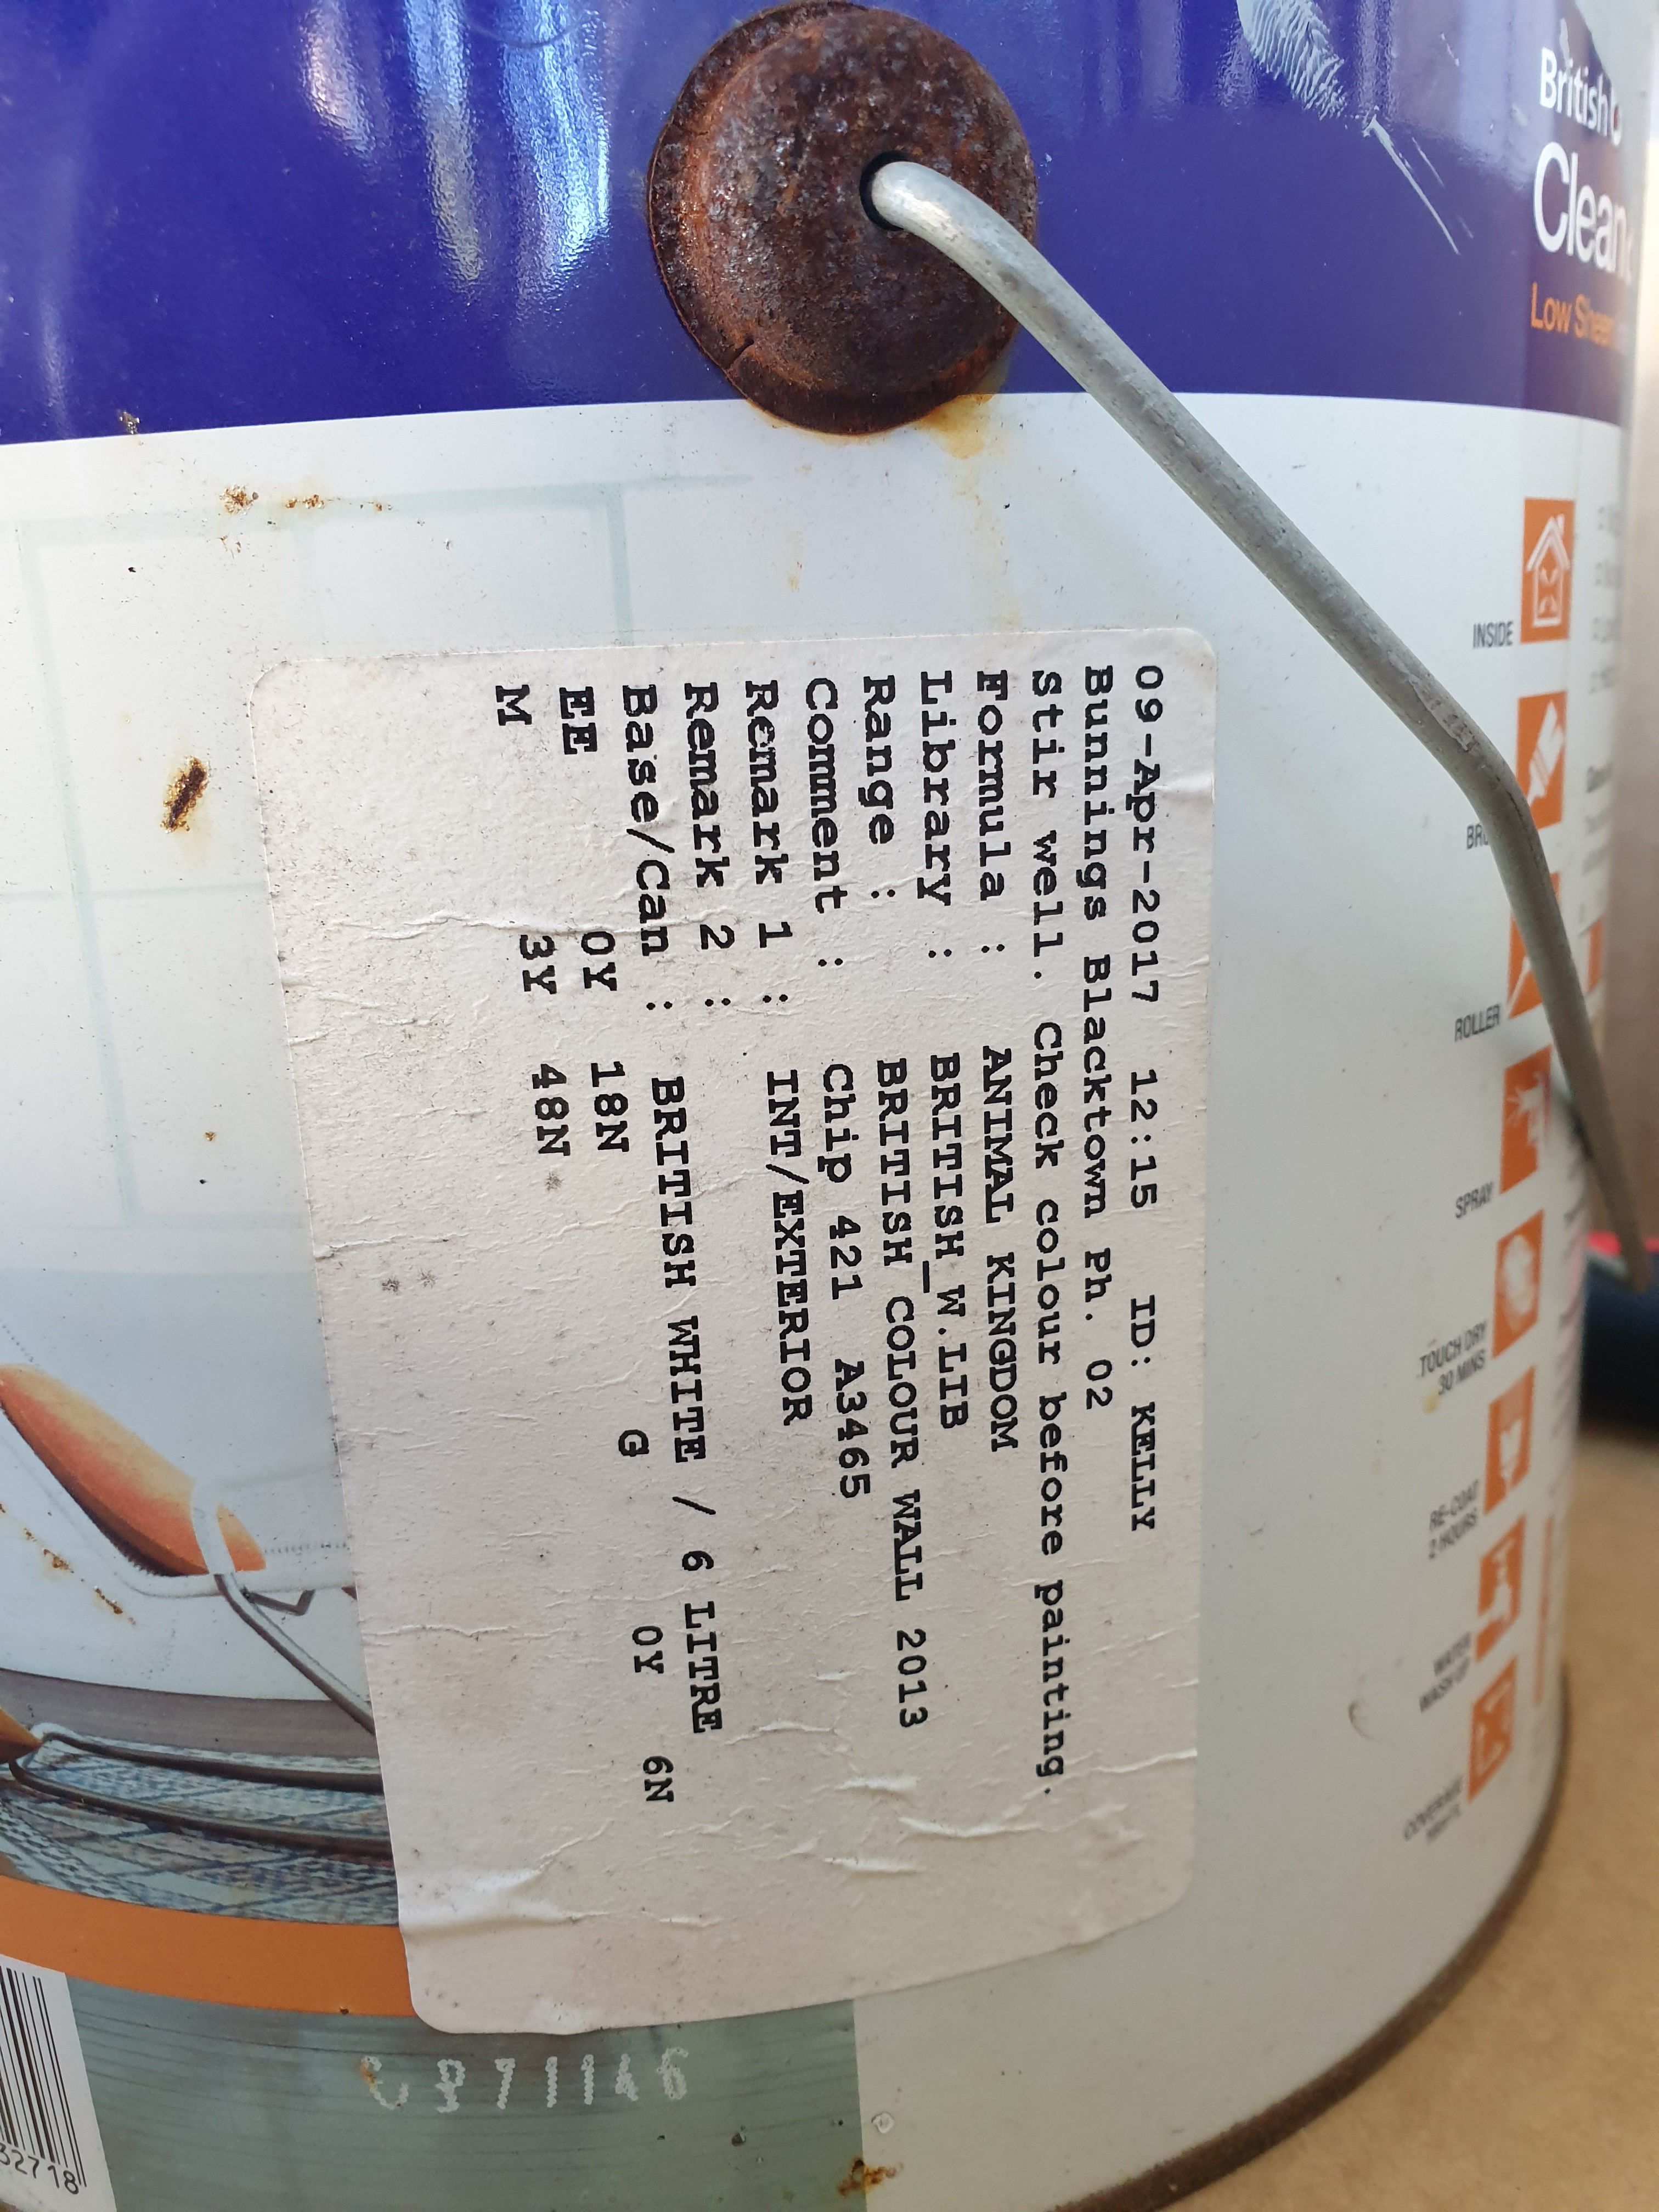 09-Apr-2017 12:15 ID: KELLY
Bunnings Blacktown Ph. 02
Stir well. Check colour before painting.
Formula : ANIMAL KINGDOM
Library : BRITISH_W.LIB
Range : BRITISH COLOUR WALL 2013
Comment : Chip 421 A3465
Remark 1 : INT/EXTERIOR
Remark 2 :
Base/Can : BRITISH WHITE / 6 LITRE
EE 0Y 18N G 0Y 6N
M 3Y 48N
British
Clean
Low Sheen
INSIDE
ROLLER
SPRAY
TOUCH DRY
30 MINS
RE-COAT
2 HOURS
WATER
WASH UP
32718